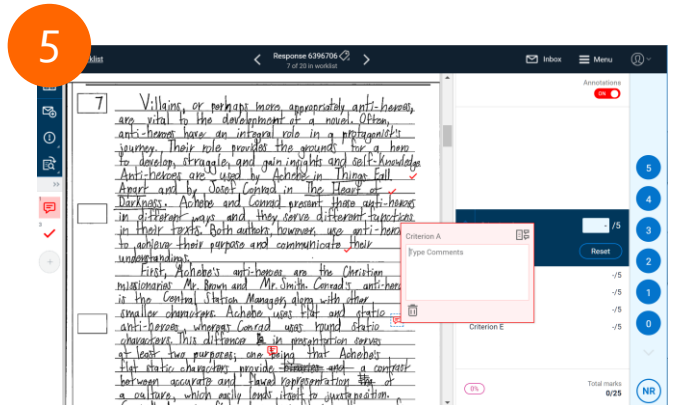 5
klist
Response 6396706
7 of 20 in worklist
Inbox
Menu
Annotations
ON
7
Villains, or perhaps more appropriately anti-heroes,
are vital to the development of a novel. Often,
anti-heroes have an integral role in a protagonist's
journey. Their role provides the grounds for a hero
to develop, struggle, and gain insights and self-knowledge.
Anti-heroes are used by Achebe in Things Fall
Apart and by Josef Conrad in The Heart of
Darkness. Achebe and Conrad present these anti-heroes
in different ways and they serve different functions
in their texts. Both authors, however, use anti-heroes
to achieve their purpose and communicate their
understandings.
First, Achebe's anti-heroes are the Christian
missionaries Mr. Brown and Mr. Smith. Conrad's anti-hero
is the Central Station Manager, along with other
smaller characters. Achebe uses flat and static
anti-heroes, whereas Conrad uses round static
characters. This diffrence in presentation serves
at least two purposes; one being that Achebe's
flat static characters provide a contrast
between accurate and flawed representation of
a culture, which easily lends itself to juxtaposition.
Criterion A
Type Comments
- /5
Reset
-/5
-/5
Criterion E
-/5
0%
Total marks
0/25
5
4
3
2
1
0
NR